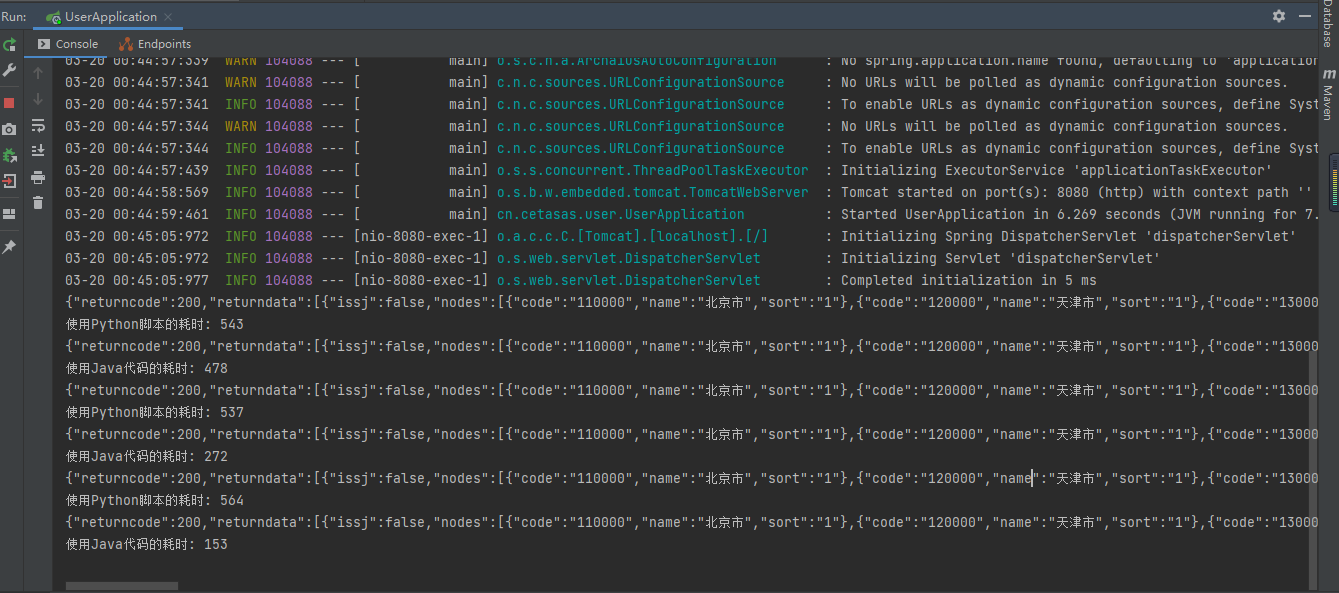 Run: UserApplication ×
Console Endpoints
03-20 00:44:57:339 WARN 104088 --- [ main] o.s.c.n.a.ArchaiusAutoConfiguration : No spring.application.name found, defaulting to 'application
03-20 00:44:57:341 WARN 104088 --- [ main] c.n.c.sources.URLConfigurationSource : No URLs will be polled as dynamic configuration sources.
03-20 00:44:57:341 INFO 104088 --- [ main] c.n.c.sources.URLConfigurationSource : To enable URLs as dynamic configuration sources, define Syst
03-20 00:44:57:344 WARN 104088 --- [ main] c.n.c.sources.URLConfigurationSource : No URLs will be polled as dynamic configuration sources.
03-20 00:44:57:344 INFO 104088 --- [ main] c.n.c.sources.URLConfigurationSource : To enable URLs as dynamic configuration sources, define Syst
03-20 00:44:57:439 INFO 104088 --- [ main] o.s.s.concurrent.ThreadPoolTaskExecutor : Initializing ExecutorService 'applicationTaskExecutor'
03-20 00:44:58:569 INFO 104088 --- [ main] o.s.b.w.embedded.tomcat.TomcatWebServer : Tomcat started on port(s): 8080 (http) with context path ''
03-20 00:44:59:461 INFO 104088 --- [ main] cn.cetasas.user.UserApplication : Started UserApplication in 6.269 seconds (JVM running for 7.
03-20 00:45:05:972 INFO 104088 --- [nio-8080-exec-1] o.a.c.c.C.[Tomcat].[localhost].[/] : Initializing Spring DispatcherServlet 'dispatcherServlet'
03-20 00:45:05:972 INFO 104088 --- [nio-8080-exec-1] o.s.web.servlet.DispatcherServlet : Initializing Servlet 'dispatcherServlet'
03-20 00:45:05:977 INFO 104088 --- [nio-8080-exec-1] o.s.web.servlet.DispatcherServlet : Completed initialization in 5 ms
{"returncode":200,"returndata":[{"issj":false,"nodes":[{"code":"110000","name":"北京市","sort":"1"},{"code":"120000","name":"天津市","sort":"1"},{"code":"13000
使用Python脚本的耗时: 543
{"returncode":200,"returndata":[{"issj":false,"nodes":[{"code":"110000","name":"北京市","sort":"1"},{"code":"120000","name":"天津市","sort":"1"},{"code":"13000
使用Java代码的耗时: 478
{"returncode":200,"returndata":[{"issj":false,"nodes":[{"code":"110000","name":"北京市","sort":"1"},{"code":"120000","name":"天津市","sort":"1"},{"code":"13000
使用Python脚本的耗时: 537
{"returncode":200,"returndata":[{"issj":false,"nodes":[{"code":"110000","name":"北京市","sort":"1"},{"code":"120000","name":"天津市","sort":"1"},{"code":"13000
使用Java代码的耗时: 272
{"returncode":200,"returndata":[{"issj":false,"nodes":[{"code":"110000","name":"北京市","sort":"1"},{"code":"120000","name":"天津市","sort":"1"},{"code":"13000
使用Python脚本的耗时: 564
{"returncode":200,"returndata":[{"issj":false,"nodes":[{"code":"110000","name":"北京市","sort":"1"},{"code":"120000","name":"天津市","sort":"1"},{"code":"13000
使用Java代码的耗时: 153
Database
m Maven